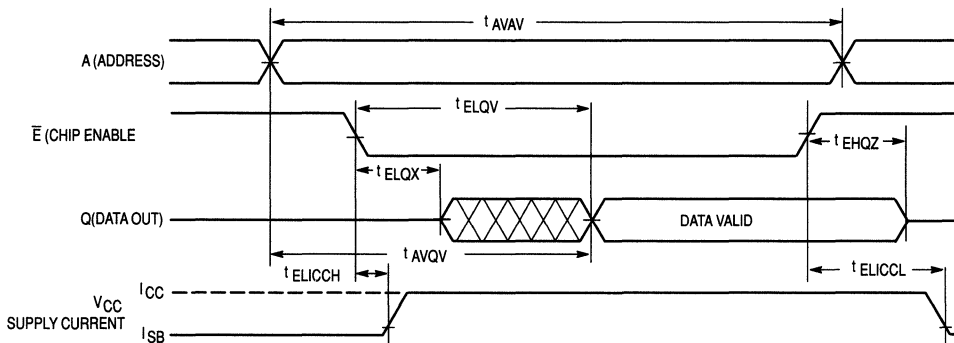 t AVAV
A (ADDRESS)
t ELQV
E̅ (CHIP ENABLE
t EHQZ
t ELQX
Q(DATA OUT)
DATA VALID
t AVQV
t ELICCH
t ELICCL
I CC
V CC
SUPPLY CURRENT
I SB